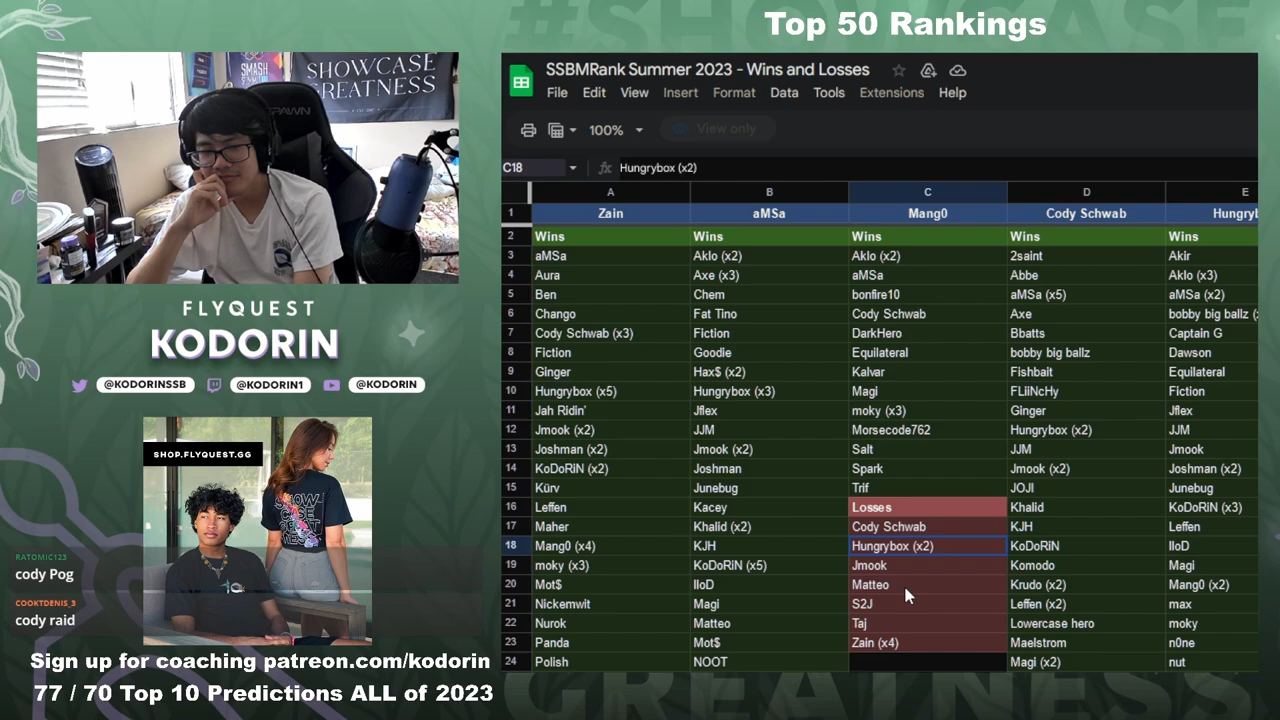 #SHOWCASE
Top 50 Rankings
SHOWCASE
GREATNESS
SMASH
FLYQUEST
KODORIN
@KODORINSSB
@KODORIN1
@KODORIN
SHOP.FLYQUEST.GG
RATOMIC123
cody Pog
COOKTDENIS_3
cody raid
Sign up for coaching patreon.com/kodorin
77 / 70 Top 10 Predictions ALL of 2023
SSBMRank Summer 2023 - Wins and Losses
File Edit View Insert Format Data Tools Extensions Help
100% View only
C18 fx Hungrybox (x2)
A B C D E
1 Zain aMSa Mang0 Cody Schwab Hungryb
2 Wins Wins Wins Wins Wins
3 aMSa Aklo (x2) Aklo (x2) 2saint Akir
4 Aura Axe (x3) aMSa Abbe Aklo (x3)
5 Ben Chem bonfire10 aMSa (x5) aMSa (x2)
6 Chango Fat Tino Cody Schwab Axe bobby big ballz (
7 Cody Schwab (x3) Fiction DarkHero Bbatts Captain G
8 Fiction Goodie Equilateral bobby big ballz Dawson
9 Ginger Hax$ (x2) Kalvar Fishbait Equilateral
10 Hungrybox (x5) Hungrybox (x3) Magi FLiiNcHy Fiction
11 Jah Ridin' Jflex moky (x3) Ginger Jflex
12 Jmook (x2) JJM Morsecode762 Hungrybox (x2) JJM
13 Joshman (x2) Jmook (x2) Salt JJM Jmook
14 KoDoRiN (x2) Joshman Spark Jmook (x2) Joshman (x2)
15 Kürv Junebug Trif JOJI Junebug
16 Leffen Kacey Losses Khalid KoDoRiN (x3)
17 Maher Khalid (x2) Cody Schwab KJH Leffen
18 Mang0 (x4) KJH Hungrybox (x2) KoDoRiN lloD
19 moky (x3) KoDoRiN (x5) Jmook Komodo Magi
20 Mot$ lloD Matteo Krudo (x2) Mang0 (x2)
21 Nickemwit Magi S2J Leffen (x2) max
22 Nurok Matteo Taj Lowercase hero moky
23 Panda Mot$ Zain (x4) Maelstrom n0ne
24 Polish NOOT Magi (x2) nut
GREATNESS